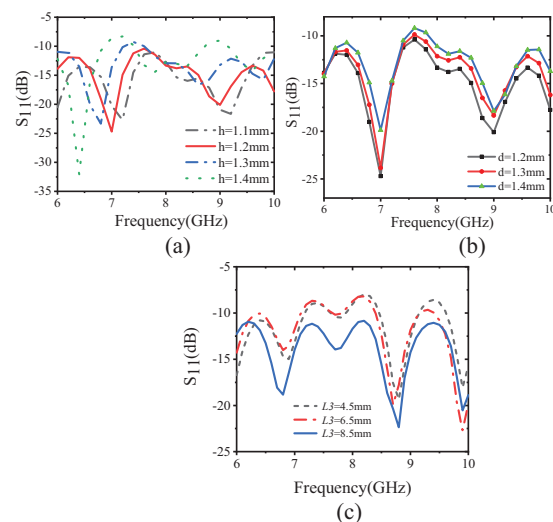 -5
-10
-15
-20
-25
-30
-35
S11(dB)
h=1.1mm
h=1.2mm
h=1.3mm
h=1.4mm
6 7 8 9 10
Frequency(GHz)
(a)
-10
-15
-20
-25
S11(dB)
d=1.2mm
d=1.3mm
d=1.4mm
6 7 8 9 10
Frequency(GHz)
(b)
-5
-10
-15
-20
-25
S11(dB)
L3=4.5mm
L3=6.5mm
L3=8.5mm
6 7 8 9 10
Frequency(GHz)
(c)